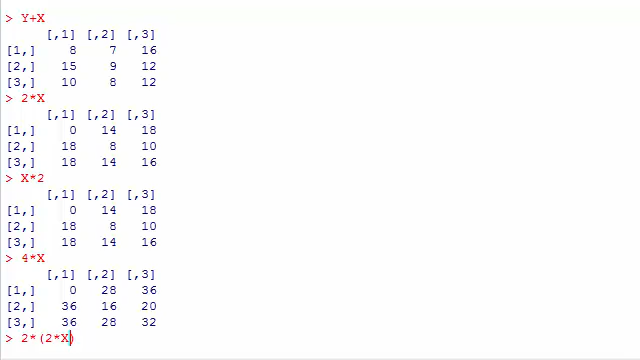 > Y+X
[,1] [,2] [,3]
[1,] 8 7 16
[2,] 15 9 12
[3,] 10 8 12
> 2*X
[,1] [,2] [,3]
[1,] 0 14 18
[2,] 18 8 10
[3,] 18 14 16
> X*2
[,1] [,2] [,3]
[1,] 0 14 18
[2,] 18 8 10
[3,] 18 14 16
> 4*X
[,1] [,2] [,3]
[1,] 0 28 36
[2,] 36 16 20
[3,] 36 28 32
> 2*(2*X)